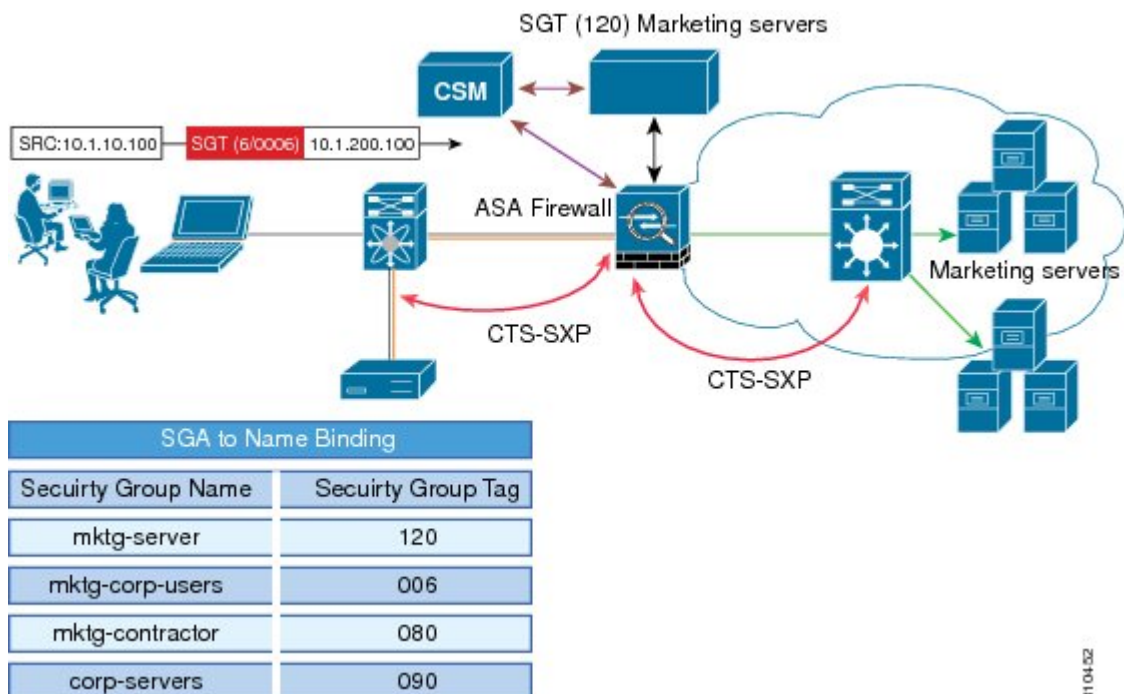 SGT (120) Marketing servers
CSM
SRC:10.1.10.100
SGT (6/0006)
10.1.200.100
ASA Firewall
Marketing servers
CTS-SXP
CTS-SXP
SGA to Name Binding
Secuirty Group Name
Secuirty Group Tag
mktg-server
120
mktg-corp-users
006
mktg-contractor
080
corp-servers
090